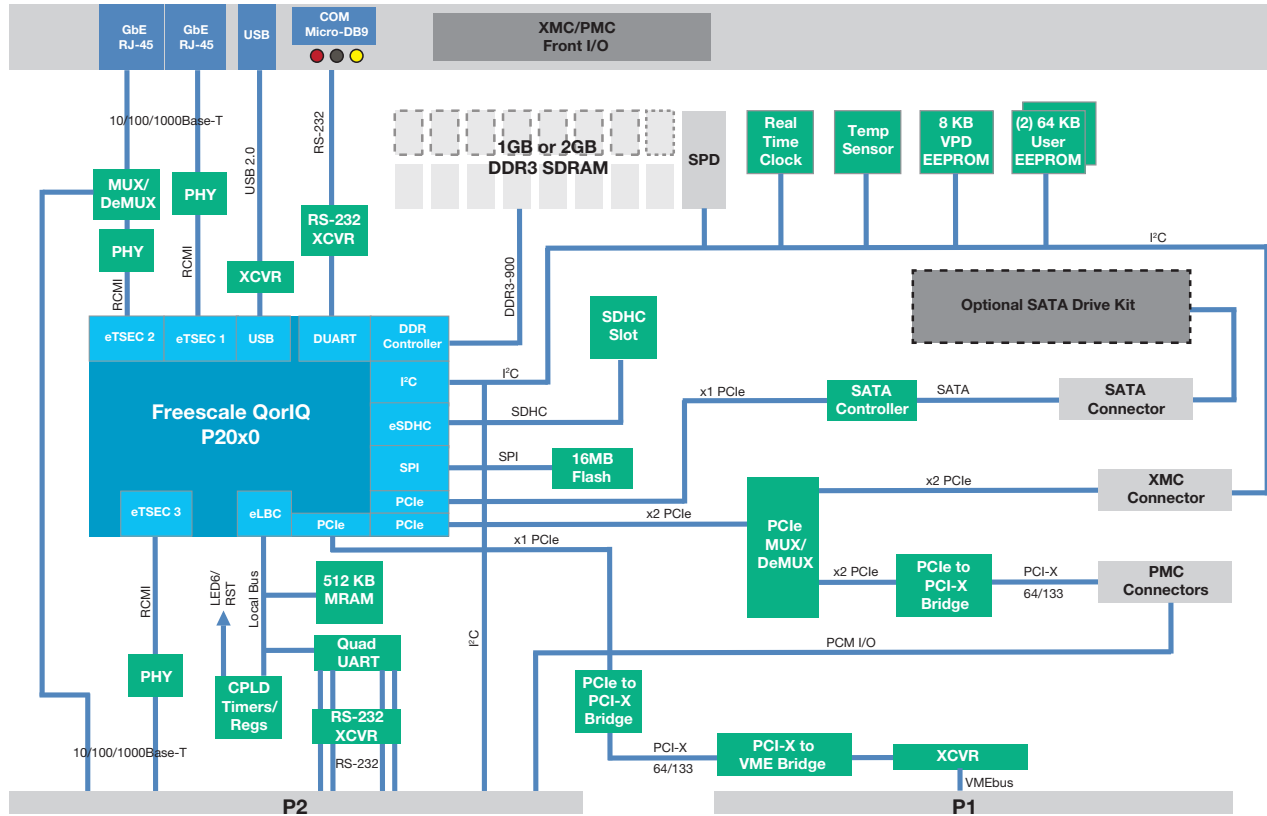 GbE
RJ-45
GbE
RJ-45
USB
COM
Micro-DB9
XMC/PMC
Front I/O
10/100/1000Base-T
USB 2.0
RS-232
1GB or 2GB
DDR3 SDRAM
SPD
Real
Time
Clock
Temp
Sensor
8 KB
VPD
EEPROM
(2) 64 KB
User
EEPROM
MUX/
DeMUX
PHY
PHY
RS-232
XCVR
XCVR
RCMI
RCMI
DDR3-900
I²C
Optional SATA Drive Kit
SDHC
Slot
eTSEC 2
eTSEC 1
USB
DUART
DDR
Controller
I²C
I²C
Freescale QorIQ
P20x0
eSDHC
SDHC
x1 PCIe
SATA
Controller
SATA
SATA
Connector
SPI
SPI
16MB
Flash
PCIe
x2 PCIe
XMC
Connector
eTSEC 3
eLBC
PCIe
PCIe
x2 PCIe
PCIe
MUX/
DeMUX
x1 PCIe
x2 PCIe
PCIe to
PCI-X
Bridge
PCI-X
64/133
PMC
Connectors
RCMI
LED6/
RST
Local Bus
512 KB
MRAM
Quad
UART
I²C
PCM I/O
PHY
CPLD
Timers/
Regs
PCIe to
PCI-X
Bridge
RS-232
XCVR
10/100/1000Base-T
RS-232
PCI-X
64/133
PCI-X to
VME Bridge
XCVR
VMEbus
P2
P1